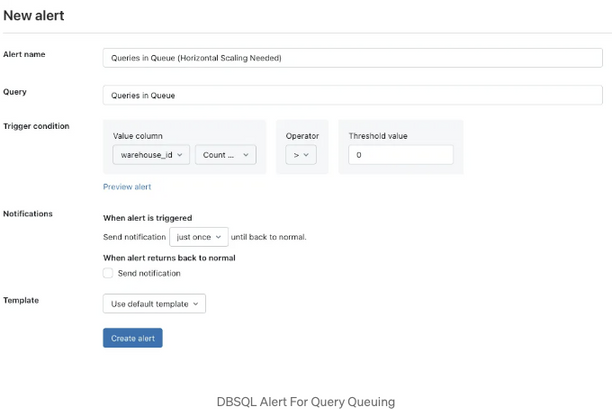 New alert
Alert name
Queries in Queue (Horizontal Scaling Needed)
Query
Queries in Queue
Trigger condition
Value column
Operator
Threshold value
warehouse_id
Count ...
>
0
Preview alert
Notifications
When alert is triggered
Send notification just once until back to normal.
When alert returns back to normal
Send notification
Template
Use default template
Create alert
DBSQL Alert For Query Queuing